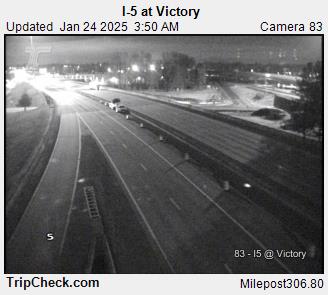 I-5 at Victory
Updated Jan 24 2025 3:50 AM Camera 83
S
83 - I5 @ Victory
TripCheck.com Milepost306.80